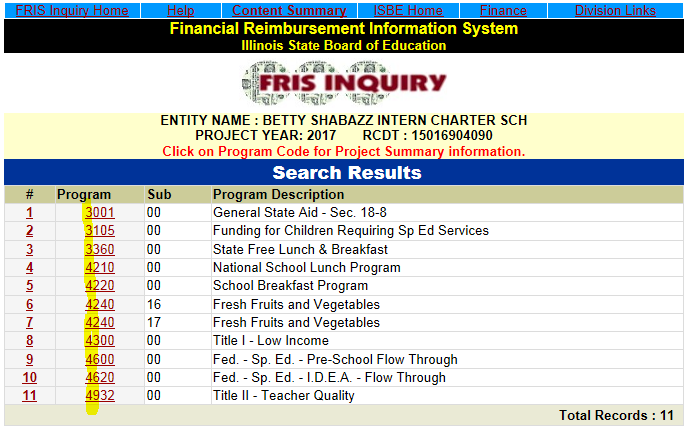 FRIS Inquiry Home Help Content Summary ISBE Home Finance Division Links
Financial Reimbursement Information System
Illinois State Board of Education
FRIS INQUIRY
ENTITY NAME : BETTY SHABAZZ INTERN CHARTER SCH
PROJECT YEAR: 2017 RCDT : 15016904090
Click on Program Code for Project Summary information.
Search Results
# Program Sub Program Description
1 3001 00 General State Aid - Sec. 18-8
2 3105 00 Funding for Children Requiring Sp Ed Services
3 3360 00 State Free Lunch & Breakfast
4 4210 00 National School Lunch Program
5 4220 00 School Breakfast Program
6 4240 16 Fresh Fruits and Vegetables
7 4240 17 Fresh Fruits and Vegetables
8 4300 00 Title I - Low Income
9 4600 00 Fed. - Sp. Ed. - Pre-School Flow Through
10 4620 00 Fed. - Sp. Ed. - I.D.E.A. - Flow Through
11 4932 00 Title II - Teacher Quality
Total Records : 11